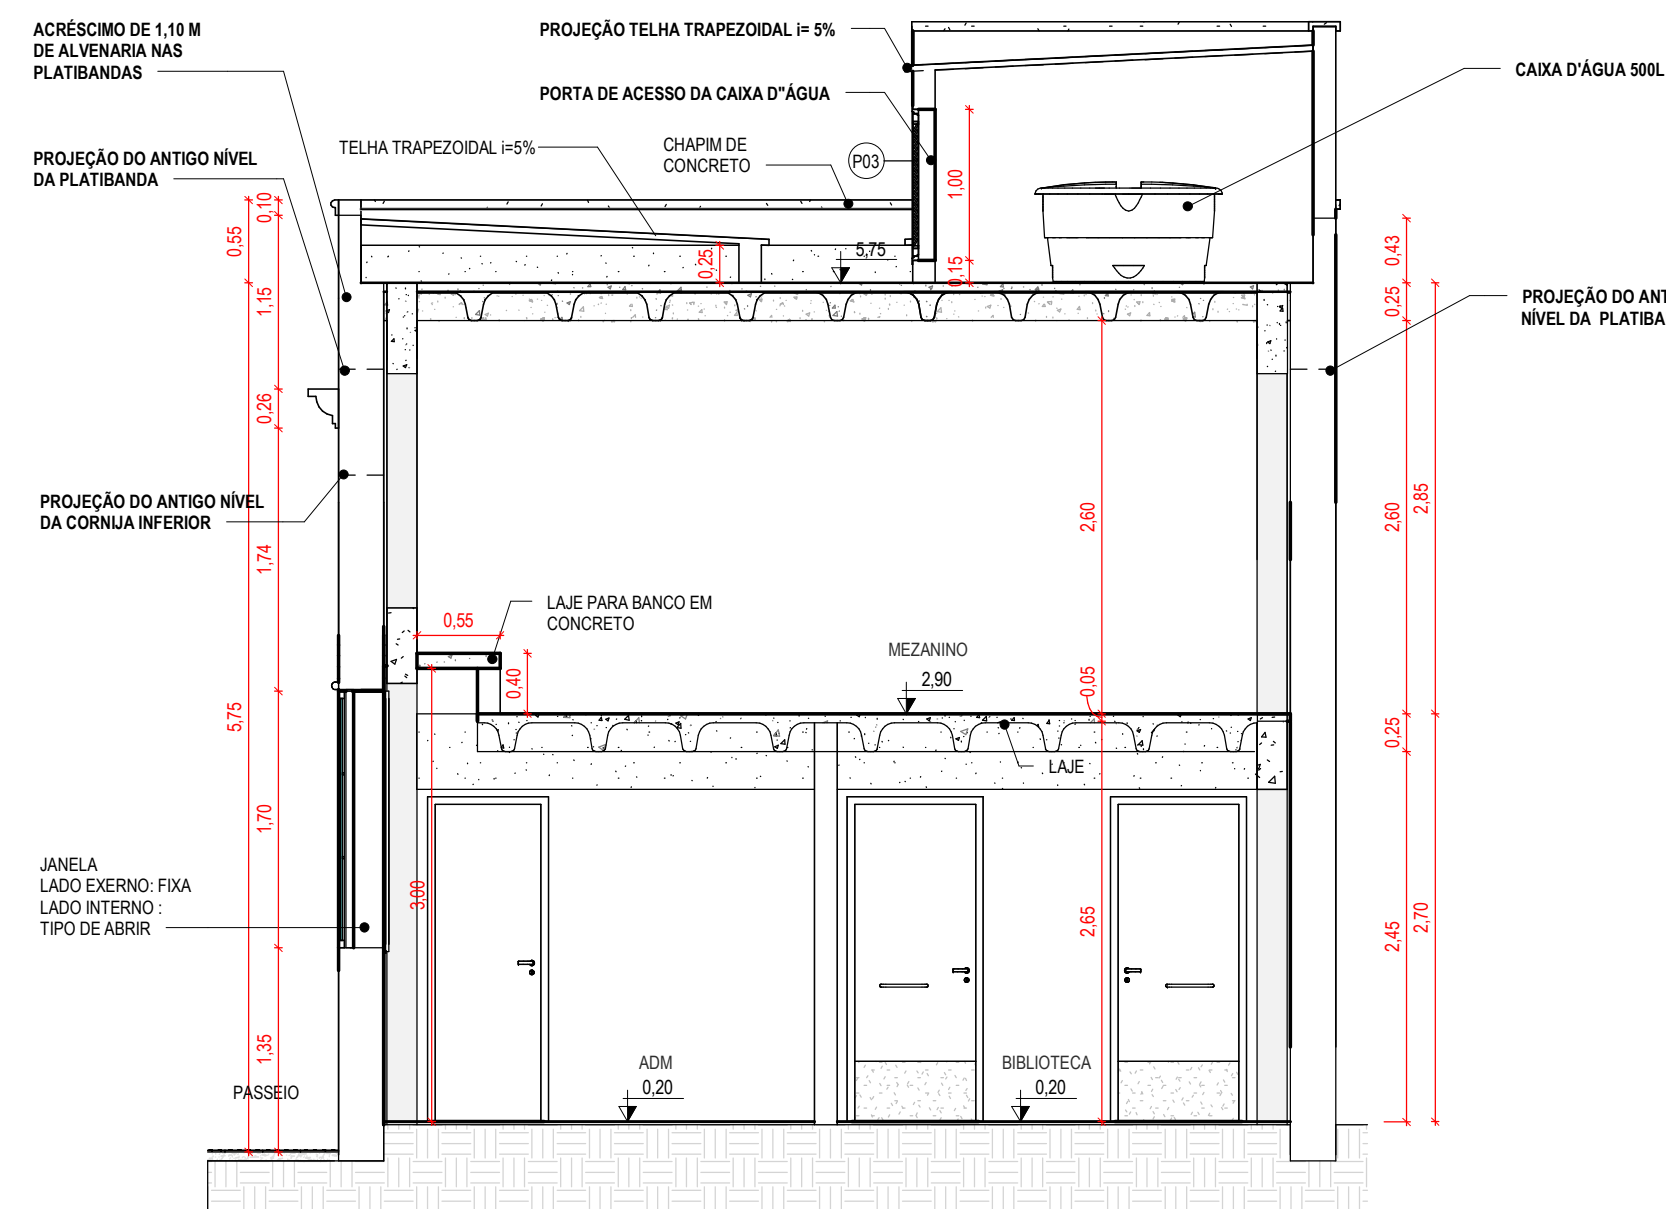 ACRÉSCIMO DE 1,10 M
DE ALVENARIA NAS
PLATIBANDAS
PROJEÇÃO TELHA TRAPEZOIDAL i= 5%
CAIXA D'ÁGUA 500L
PORTA DE ACESSO DA CAIXA D"ÁGUA
TELHA TRAPEZOIDAL i=5%
CHAPIM DE
CONCRETO
P03
PROJEÇÃO DO ANTIGO NÍVEL
DA PLATIBANDA
1,00
0,10
0,55
0,25
5,75
0,15
0,43
1,15
0,25
PROJEÇÃO DO ANT
NÍVEL DA PLATIBA
0,26
PROJEÇÃO DO ANTIGO NÍVEL
DA CORNIJA INFERIOR
1,74
2,60
2,60
2,85
0,55
LAJE PARA BANCO EM
CONCRETO
MEZANINO
2,90
0,40
0,05
5,75
0,25
LAJE
1,70
3,00
JANELA
LADO EXERNO: FIXA
LADO INTERNO :
TIPO DE ABRIR
2,65
2,45
2,70
1,35
PASSEIO
ADM
0,20
BIBLIOTECA
0,20